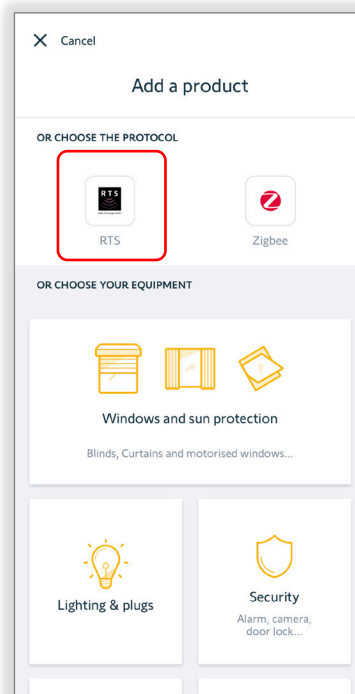 Cancel
Add a product
OR CHOOSE THE PROTOCOL
RTS
RTS
Zigbee
OR CHOOSE YOUR EQUIPMENT
Windows and sun protection
Blinds, Curtains and motorised windows...
Lighting & plugs
Security
Alarm, camera,
door lock...